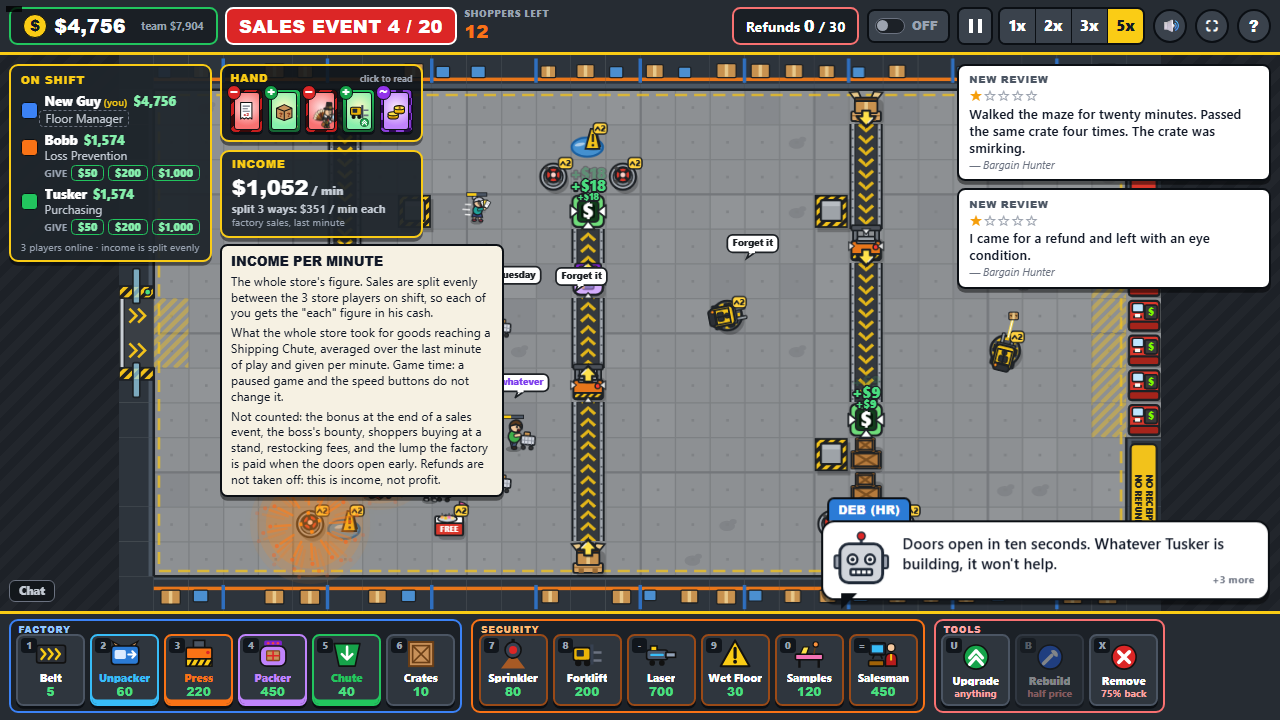 $ $4,756 team $7,904
SALES EVENT 4 / 20
SHOPPERS LEFT
12
Refunds 0 / 30
OFF
1x 2x 3x 5x
?
ON SHIFT
New Guy (you) $4,756
Floor Manager
Bobb $1,574
Loss Prevention
GIVE $50 $200 $1,000
Tusker $1,574
Purchasing
GIVE $50 $200 $1,000
3 players online · income is split evenly
HAND click to read
INCOME
$1,052 / min
split 3 ways: $351 / min each
factory sales, last minute
INCOME PER MINUTE
The whole store's figure. Sales are split evenly
between the 3 store players on shift, so each of
you gets the "each" figure in his cash.
What the whole store took for goods reaching a
Shipping Chute, averaged over the last minute
of play and given per minute. Game time: a
paused game and the speed buttons do not
change it.
Not counted: the bonus at the end of a sales
event, the boss's bounty, shoppers buying at a
stand, restocking fees, and the lump the factory
is paid when the doors open early. Refunds are
not taken off: this is income, not profit.
NEW REVIEW
Walked the maze for twenty minutes. Passed
the same crate four times. The crate was
smirking.
— Bargain Hunter
NEW REVIEW
I came for a refund and left with an eye
condition.
— Bargain Hunter
+$18
+$18
Forget it
uesday
Forget it
whatever
+$9
+$9
FREE
DEB (HR)
Doors open in ten seconds. Whatever Tusker is
building, it won't help.
+3 more
Chat
FACTORY
1 Belt 5
2 Unpacker 60
3 Press 220
4 Packer 450
5 Chute 40
6 Crates 10
SECURITY
7 Sprinkler 80
8 Forklift 200
- Laser 700
9 Wet Floor 30
0 Samples 120
= Salesman 450
TOOLS
U Upgrade anything
B Rebuild half price
X Remove 75% back